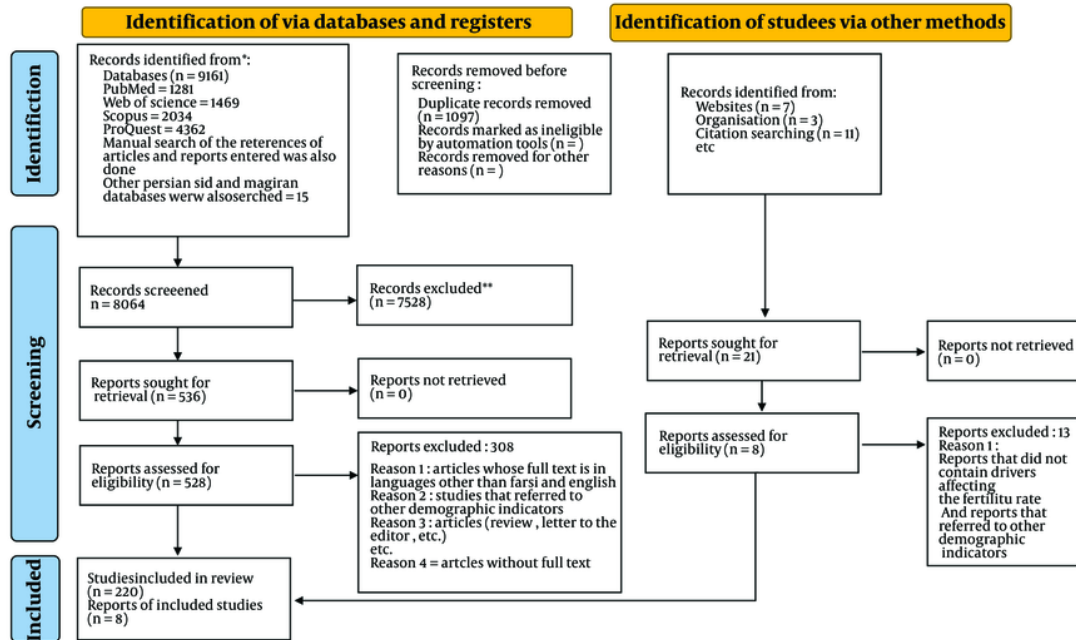 Identification of via databases and registers
Identification of studees via other methods
Identifiction
Records identified from*:
Databases (n = 9161)
PubMed = 1281
Web of science = 1469
Scopus = 2034
ProQuest = 4362
Manual search of the reterences of
articles and reports entered was also
done
Other persian sid and magiran
databases werw alsoserched = 15
Records removed before
screening :
Duplicate records removed
(n = 1097)
Records marked as ineligible
by automation tools (n = )
Records removed for other
reasons (n = )
Records identified from:
Websites (n = 7)
Organisation (n = 3)
Citation searching (n = 11)
etc
Screening
Records screeened
n = 8064
Records excluded**
(n = 7528)
Reports sought for
retrieval (n = 536)
Reports not retrieved
(n = 0)
Reports sought for
retrieval (n = 21)
Reports not retrieved
(n = 0)
Reports assessed for
eligibility (n = 528)
Reports excluded : 308
Reason 1 : articles whose full text is in
languages other than farsi and english
Reason 2 : studies that referred to
other demographic indicators
Reason 3 : articles (review , letter to the
editor , etc.)
etc.
Reason 4 = artcles without full text
Reports assessed for
eligibility (n = 8)
Reports excluded : 13
Reason 1 :
Reports that did not
contain drivers
affecting
the fertilitu rate
And reports that
referred to other
demographic
indicators
Included
Studiesincluded in review
(n = 220)
Reports of included studies
(n = 8)